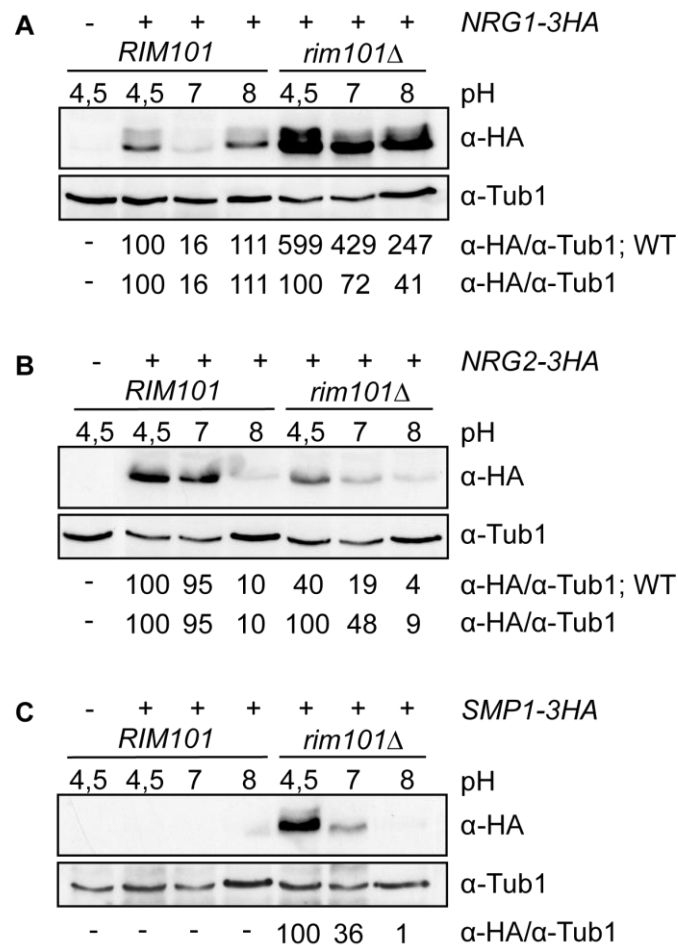 A - + + + + + + NRG1-3HA
RIM101 rim101Δ
4,5 4,5 7 8 4,5 7 8 pH
α-HA
α-Tub1
- 100 16 111 599 429 247 α-HA/α-Tub1; WT
- 100 16 111 100 72 41 α-HA/α-Tub1
B - + + + + + + NRG2-3HA
RIM101 rim101Δ
4,5 4,5 7 8 4,5 7 8 pH
α-HA
α-Tub1
- 100 95 10 40 19 4 α-HA/α-Tub1; WT
- 100 95 10 100 48 9 α-HA/α-Tub1
C - + + + + + + SMP1-3HA
RIM101 rim101Δ
4,5 4,5 7 8 4,5 7 8 pH
α-HA
α-Tub1
- - - - 100 36 1 α-HA/α-Tub1